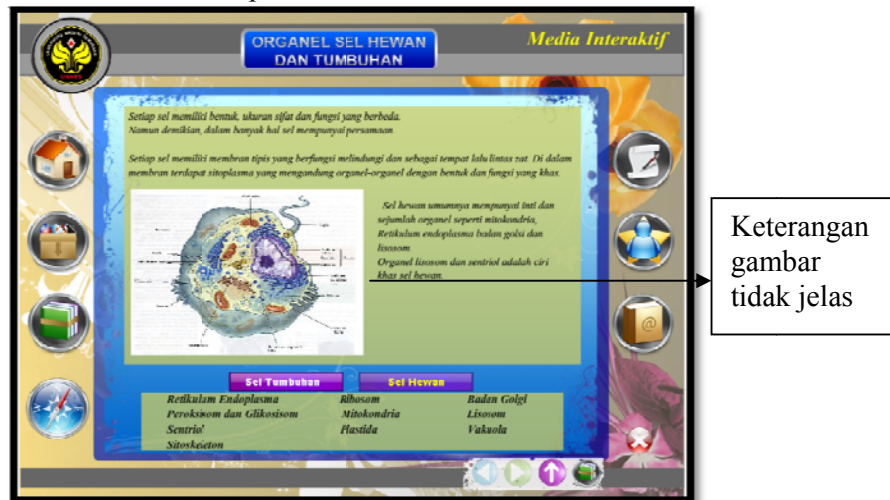 ORGANEL SEL HEWAN
DAN TUMBUHAN
Media Interaktif
Setiap sel memiliki bentuk, ukuran sifat dan fungsi yang berbeda.
Namun demikian, dalam banyak hal sel mempunyai persamaan.
Setiap sel memiliki membran tipis yang berfungsi melindungi dan sebagai tempat lalu lintas zat. Di dalam
membran terdapat sitoplasma yang mengandung organel-organel dengan bentuk dan fungsi yang khas.
Sel hewan umumnya mempunyai inti dan
sejumlah organel seperti mitokondria,
Retikulum endoplasma badan golsi dan
lisosom.
Organel lisosom dan sentriol adalah ciri
khas sel hewan.
Keterangan
gambar
tidak jelas
Sel Tumbuhan
Sel Hewan
Retikulam Endoplasma
Ribosom
Badan Golgi
Peroksisom dan Glikosisom
Mitokondria
Lisosom
Sentriol
Plastida
Vakuola
Sitoskeleton